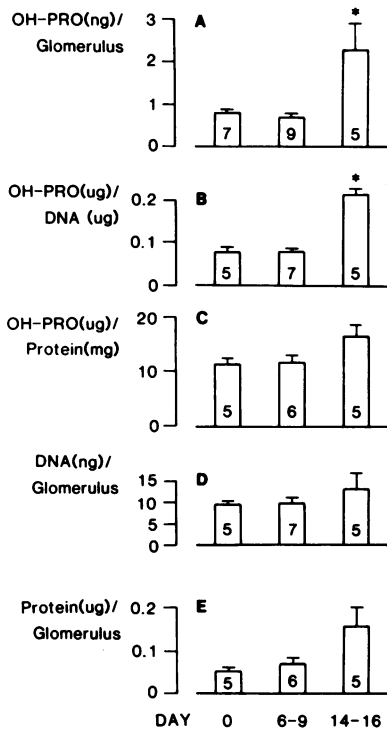 OH-PRO(ng)/
Glomerulus
3
2
1
0
A
*
7
9
5
OH-PRO(ug)/
DNA (ug)
0.2
0.1
0
B
*
5
7
5
OH-PRO(ug)/
Protein(mg)
20
10
0
C
5
6
5
DNA(ng)/
Glomerulus
15
10
5
0
D
5
7
5
Protein(ug)/
Glomerulus
0.2
0.1
0
E
5
6
5
DAY 0 6-9 14-16